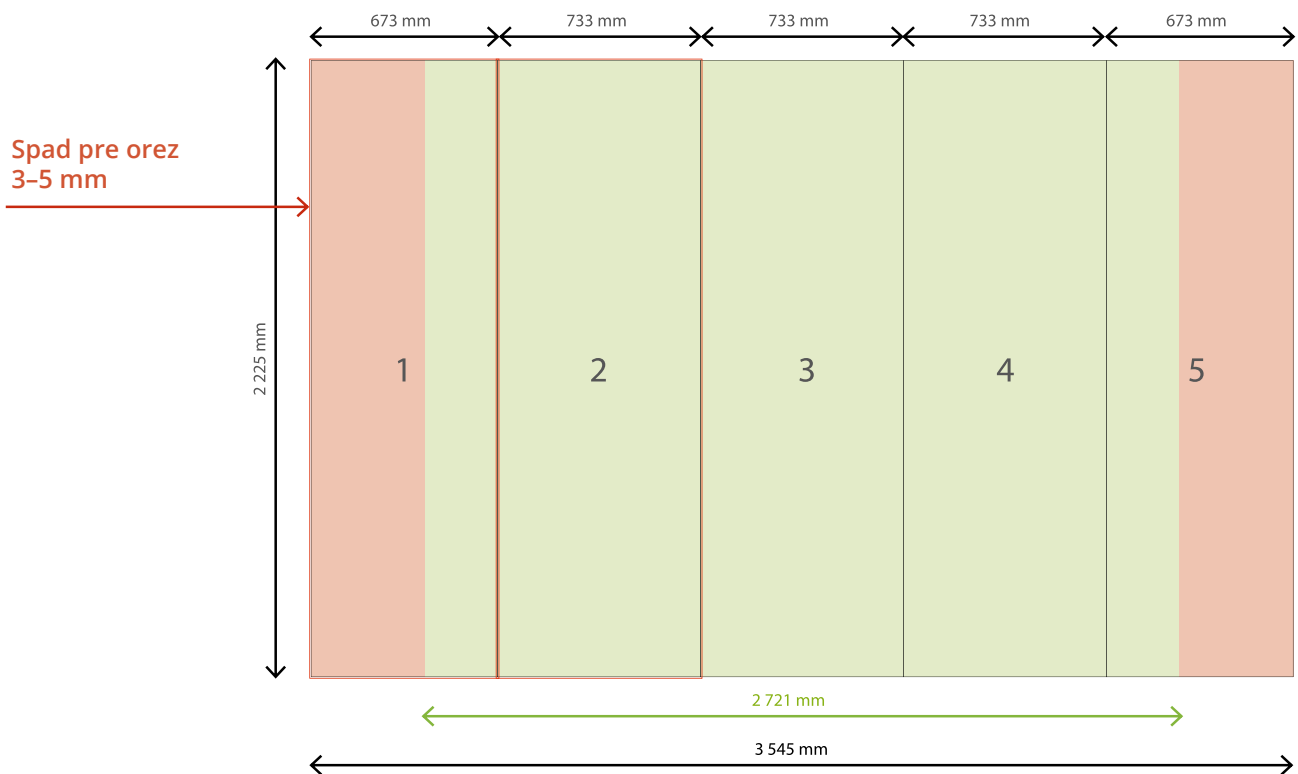 673 mm
733 mm
733 mm
733 mm
673 mm
Spad pre orez
3–5 mm
2 225 mm
1
2
3
4
5
2 721 mm
3 545 mm